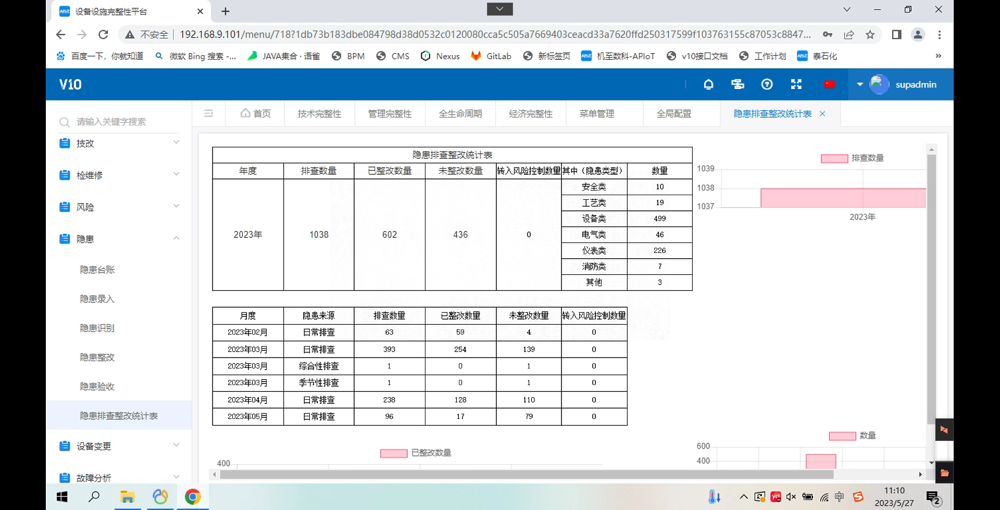 设备设施完整性平台
不安全 192.168.9.101/menu/718?1db73b183dbe084798d38d0532c0120080cca5c505a7669403ceacd33a7620ffd250317599f103763155c87053c8847...
百度一下，你就知道 微软 Bing 搜索 -... JAVA集合 · 语雀 BPM CMS Nexus GitLab 新标签页 机至数科-APIoT v10接口文档 工作计划 泰石化 »
V10 supadmin
请输入关键字搜索
首页 技术完整性 管理完整性 全生命周期 经济完整性 菜单管理 全局配置 隐患排查整改统计表
技改
检维修
风险
隐患
隐患台账
隐患录入
隐患识别
隐患整改
隐患验收
隐患排查整改统计表
设备变更
故障分析
隐患排查整改统计表
年度 排查数量 已整改数量 未整改数量 转入风险控制数量 其中（隐患类型） 数量
2023年 1038 602 436 0
安全类 10
工艺类 19
设备类 499
电气类 46
仪表类 226
消防类 7
其他 3
月度 隐患来源 排查数量 已整改数量 未整改数量 转入风险控制数量
2023年02月 日常排查 63 59 4 0
2023年03月 日常排查 393 254 139 0
2023年03月 综合性排查 1 0 1 0
2023年03月 季节性排查 1 0 1 0
2023年04月 日常排查 238 128 110 0
2023年05月 日常排查 96 17 79 0
排查数量
1039
1038
1037
2023年
已整改数量
400
数量
600
400
中
11:10
2023/5/27
2